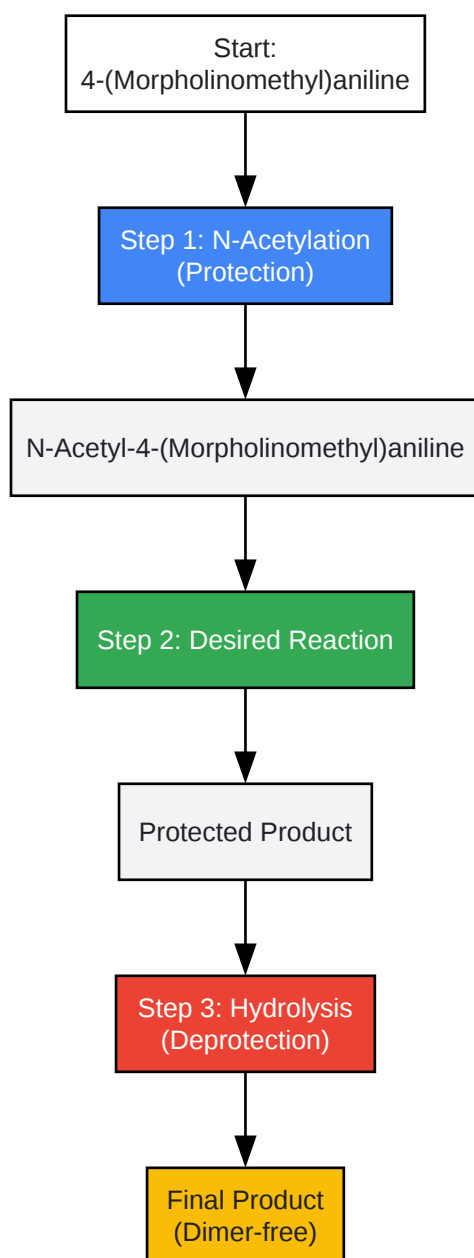 Start:
4-(Morpholinomethyl)aniline
Step 1: N-Acetylation
(Protection)
N-Acetyl-4-(Morpholinomethyl)aniline
Step 2: Desired Reaction
Protected Product
Step 3: Hydrolysis
(Deprotection)
Final Product
(Dimer-free)